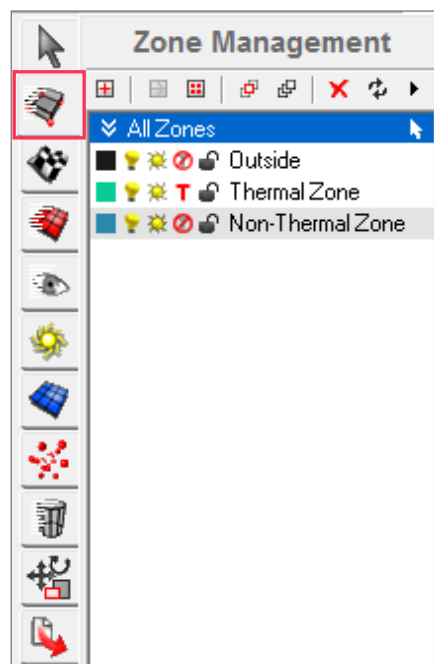 Zone Management
All Zones
Outside
T Thermal Zone
Non-Thermal Zone